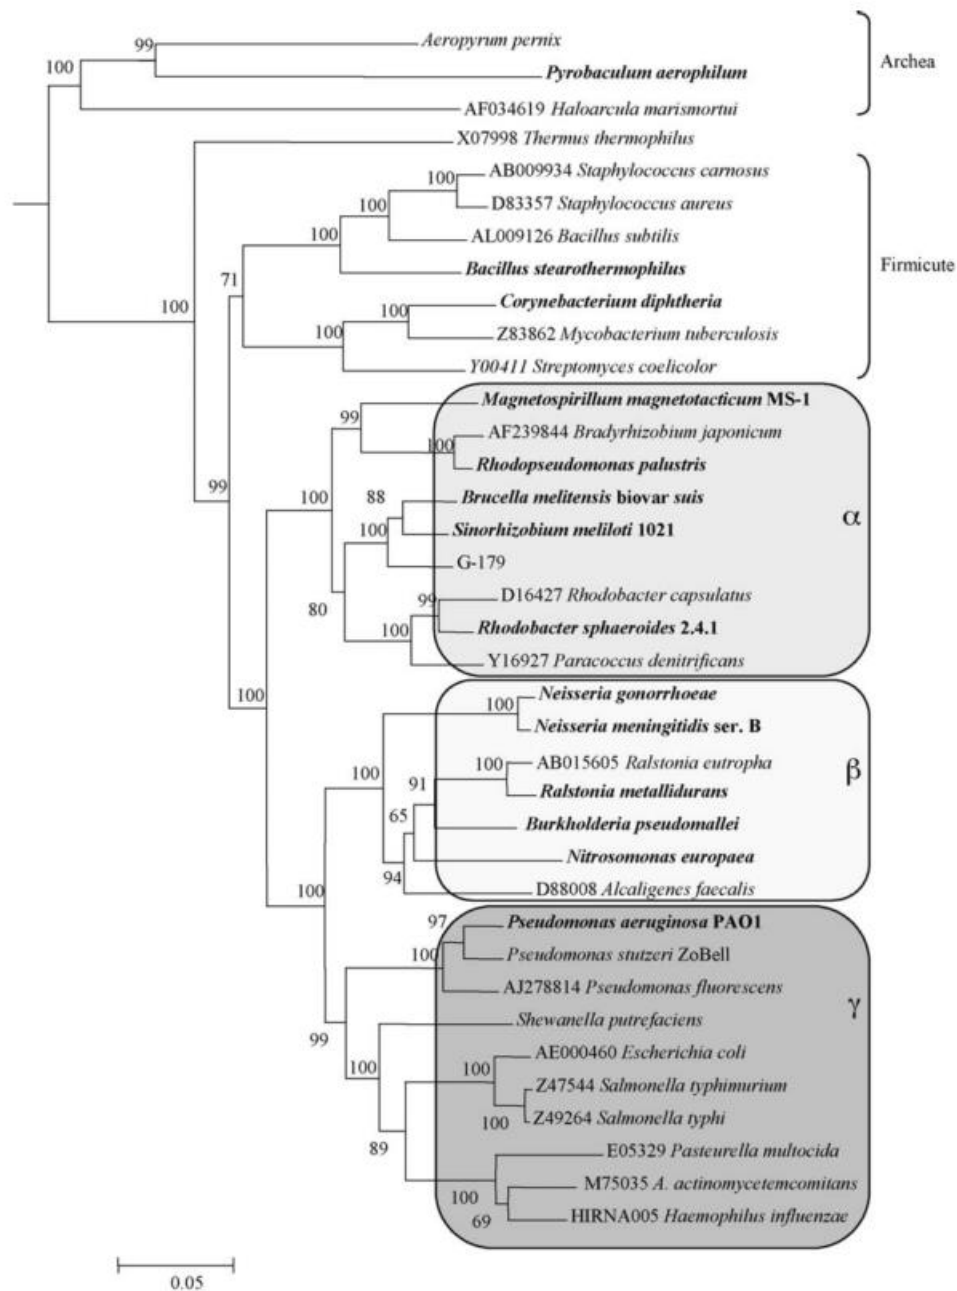 99
Aeropyrum pernix
100
Pyrobaculum aerophilum
Archea
AF034619 Haloarcula marismortui
X07998 Thermus thermophilus
100
AB009934 Staphylococcus carnosus
100
D83357 Staphylococcus aureus
100
AL009126 Bacillus subtilis
Bacillus stearothermophilus
Firmicute
71
100
100
Corynebacterium diphtheria
Z83862 Mycobacterium tuberculosis
100
Y00411 Streptomyces coelicolor
99
Magnetospirillum magnetotacticum MS-1
100
AF239844 Bradyrhizobium japonicum
Rhodopseudomonas palustris
99
100
88
Brucella melitensis biovar suis
100
Sinorhizobium meliloti 1021
α
G-179
80
99
D16427 Rhodobacter capsulatus
100
Rhodobacter sphaeroides 2.4.1
Y16927 Paracoccus denitrificans
100
100
Neisseria gonorrhoeae
Neisseria meningitidis ser. B
100
100
AB015605 Ralstonia eutropha
β
91
Ralstonia metallidurans
65
Burkholderia pseudomallei
Nitrosomonas europaea
94
D88008 Alcaligenes faecalis
100
97
Pseudomonas aeruginosa PAO1
100
Pseudomonas stutzeri ZoBell
AJ278814 Pseudomonas fluorescens
γ
99
Shewanella putrefaciens
100
100
AE000460 Escherichia coli
Z47544 Salmonella typhimurium
100
Z49264 Salmonella typhi
89
E05329 Pasteurella multocida
100
M75035 A. actinomycetemcomitans
69
HIRNA005 Haemophilus influenzae
0.05